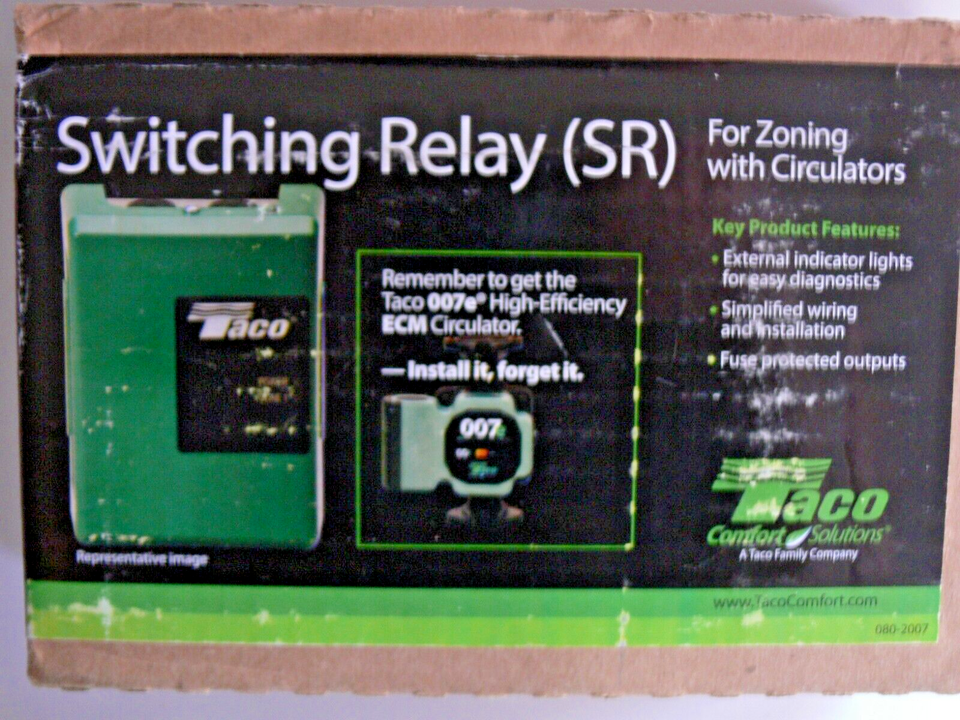 Switching Relay (SR)
For Zoning
with Circulators
Key Product Features:
• External indicator lights
for easy diagnostics
• Simplified wiring
and installation
• Fuse protected outputs
Taco
Remember to get the
Taco 007e® High-Efficiency
ECM Circulator.
— Install it, forget it.
007e
Representative image
Taco
Comfort Solutions®
A Taco Family Company
www.TacoComfort.com
080-2007